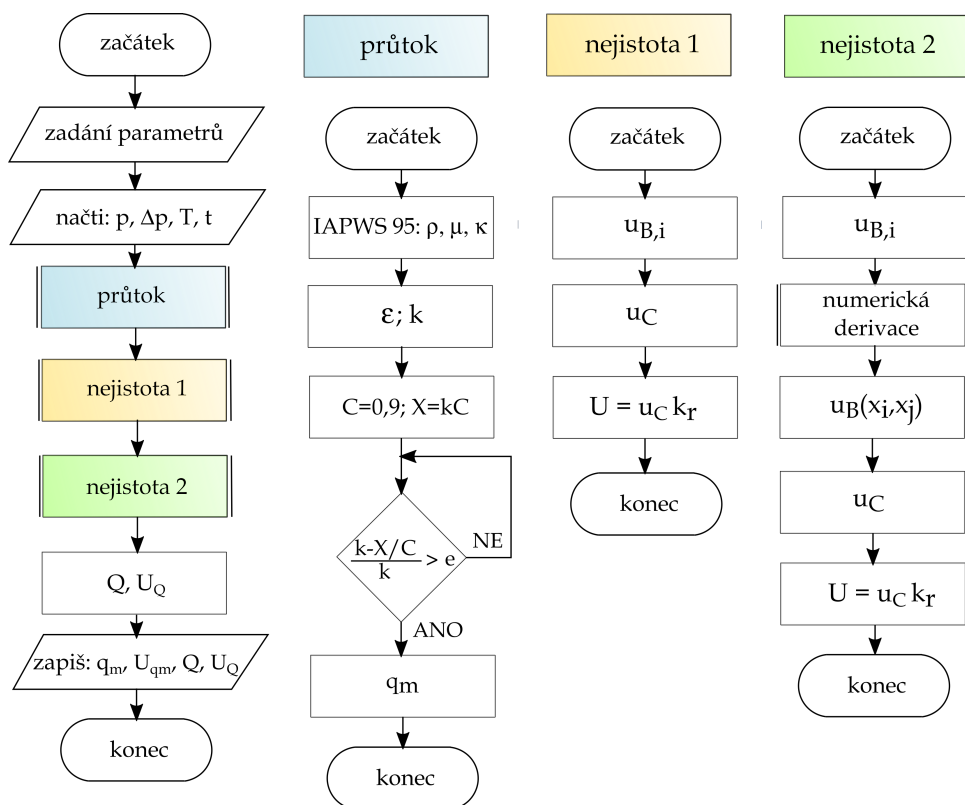 začátek
zadání parametrů
načti: p, Δp, T, t
průtok
nejistota 1
nejistota 2
Q, U_Q
zapiš: q_m, U_qm, Q, U_Q
konec
průtok
začátek
IAPWS 95: ρ, μ, κ
ε; k
C=0,9; X=kC
k-X/C
k
> e
NE
ANO
q_m
konec
nejistota 1
začátek
u_B,i
u_C
U = u_C k_r
konec
nejistota 2
začátek
u_B,i
numerická
derivace
u_B(x_i,x_j)
u_C
U = u_C k_r
konec